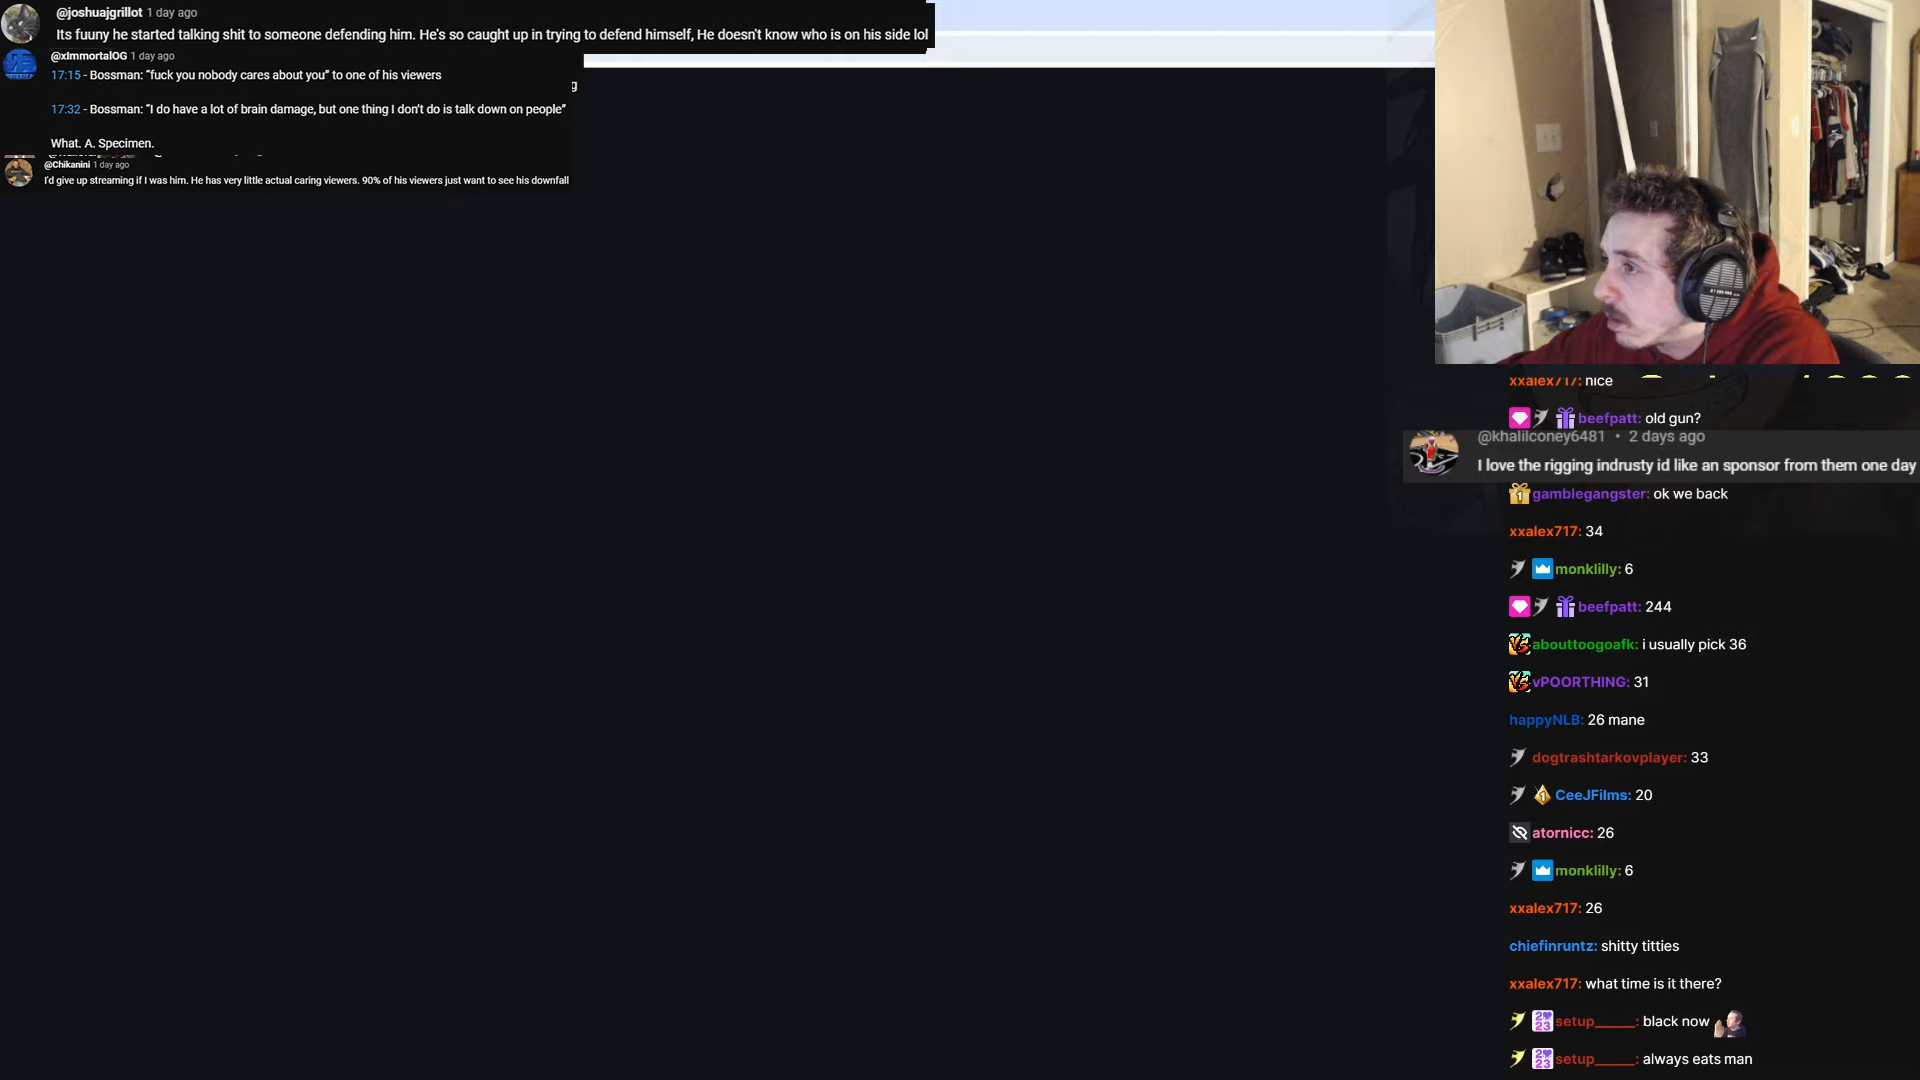 @joshuajgrillot 1 day ago
Its fuuny he started talking shit to someone defending him. He's so caught up in trying to defend himself, He doesn't know who is on his side lol
@xImmortalOG 1 day ago
17:15 - Bossman: “fuck you nobody cares about you” to one of his viewers
g
17:32 - Bossman: “I do have a lot of brain damage, but one thing I don’t do is talk down on people”
What. A. Specimen.
@Chikanini 1 day ago
I'd give up streaming if I was him. He has very little actual caring viewers. 90% of his viewers just want to see his downfall
xxalex717: nice
beefpatt: old gun?
@khalilconey6481 • 2 days ago
I love the rigging indrusty id like an sponsor from them one day
gamblegangster: ok we back
xxalex717: 34
monklilly: 6
beefpatt: 244
abouttoogoafk: i usually pick 36
vPOORTHING: 31
happyNLB: 26 mane
dogtrashtarkovplayer: 33
CeeJFilms: 20
atornicc: 26
monklilly: 6
xxalex717: 26
chiefinruntz: shitty titties
xxalex717: what time is it there?
setup_____: black now
setup_____: always eats man